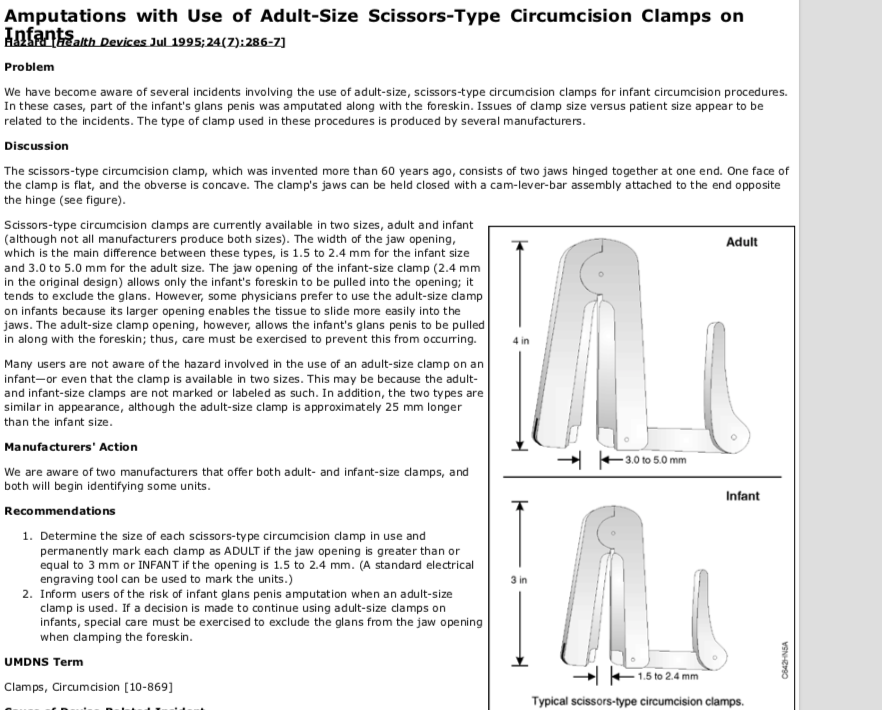 Amputations with Use of Adult-Size Scissors-Type Circumcision Clamps on
Infants
Hazard [Health Devices Jul 1995;24(7):286-7]
Problem
We have become aware of several incidents involving the use of adult-size, scissors-type circumcision clamps for infant circumcision procedures.
In these cases, part of the infant's glans penis was amputated along with the foreskin. Issues of clamp size versus patient size appear to be
related to the incidents. The type of clamp used in these procedures is produced by several manufacturers.
Discussion
The scissors-type circumcision clamp, which was invented more than 60 years ago, consists of two jaws hinged together at one end. One face of
the clamp is flat, and the obverse is concave. The clamp's jaws can be held closed with a cam-lever-bar assembly attached to the end opposite
the hinge (see figure).
Scissors-type circumcision clamps are currently available in two sizes, adult and infant
(although not all manufacturers produce both sizes). The width of the jaw opening,
which is the main difference between these types, is 1.5 to 2.4 mm for the infant size
and 3.0 to 5.0 mm for the adult size. The jaw opening of the infant-size clamp (2.4 mm
in the original design) allows only the infant's foreskin to be pulled into the opening; it
tends to exclude the glans. However, some physicians prefer to use the adult-size clamp
on infants because its larger opening enables the tissue to slide more easily into the
jaws. The adult-size clamp opening, however, allows the infant's glans penis to be pulled
in along with the foreskin; thus, care must be exercised to prevent this from occurring.
Many users are not aware of the hazard involved in the use of an adult-size clamp on an
infant—or even that the clamp is available in two sizes. This may be because the adult-
and infant-size clamps are not marked or labeled as such. In addition, the two types are
similar in appearance, although the adult-size clamp is approximately 25 mm longer
than the infant size.
Manufacturers' Action
We are aware of two manufacturers that offer both adult- and infant-size clamps, and
both will begin identifying some units.
Recommendations
1. Determine the size of each scissors-type circumcision clamp in use and
permanently mark each clamp as ADULT if the jaw opening is greater than or
equal to 3 mm or INFANT if the opening is 1.5 to 2.4 mm. (A standard electrical
engraving tool can be used to mark the units.)
2. Inform users of the risk of infant glans penis amputation when an adult-size
clamp is used. If a decision is made to continue using adult-size clamps on
infants, special care must be exercised to exclude the glans from the jaw opening
when clamping the foreskin.
UMDNS Term
Clamps, Circumcision [10-869]
Adult
4 in
3.0 to 5.0 mm
Infant
3 in
1.5 to 2.4 mm
Typical scissors-type circumcision clamps.